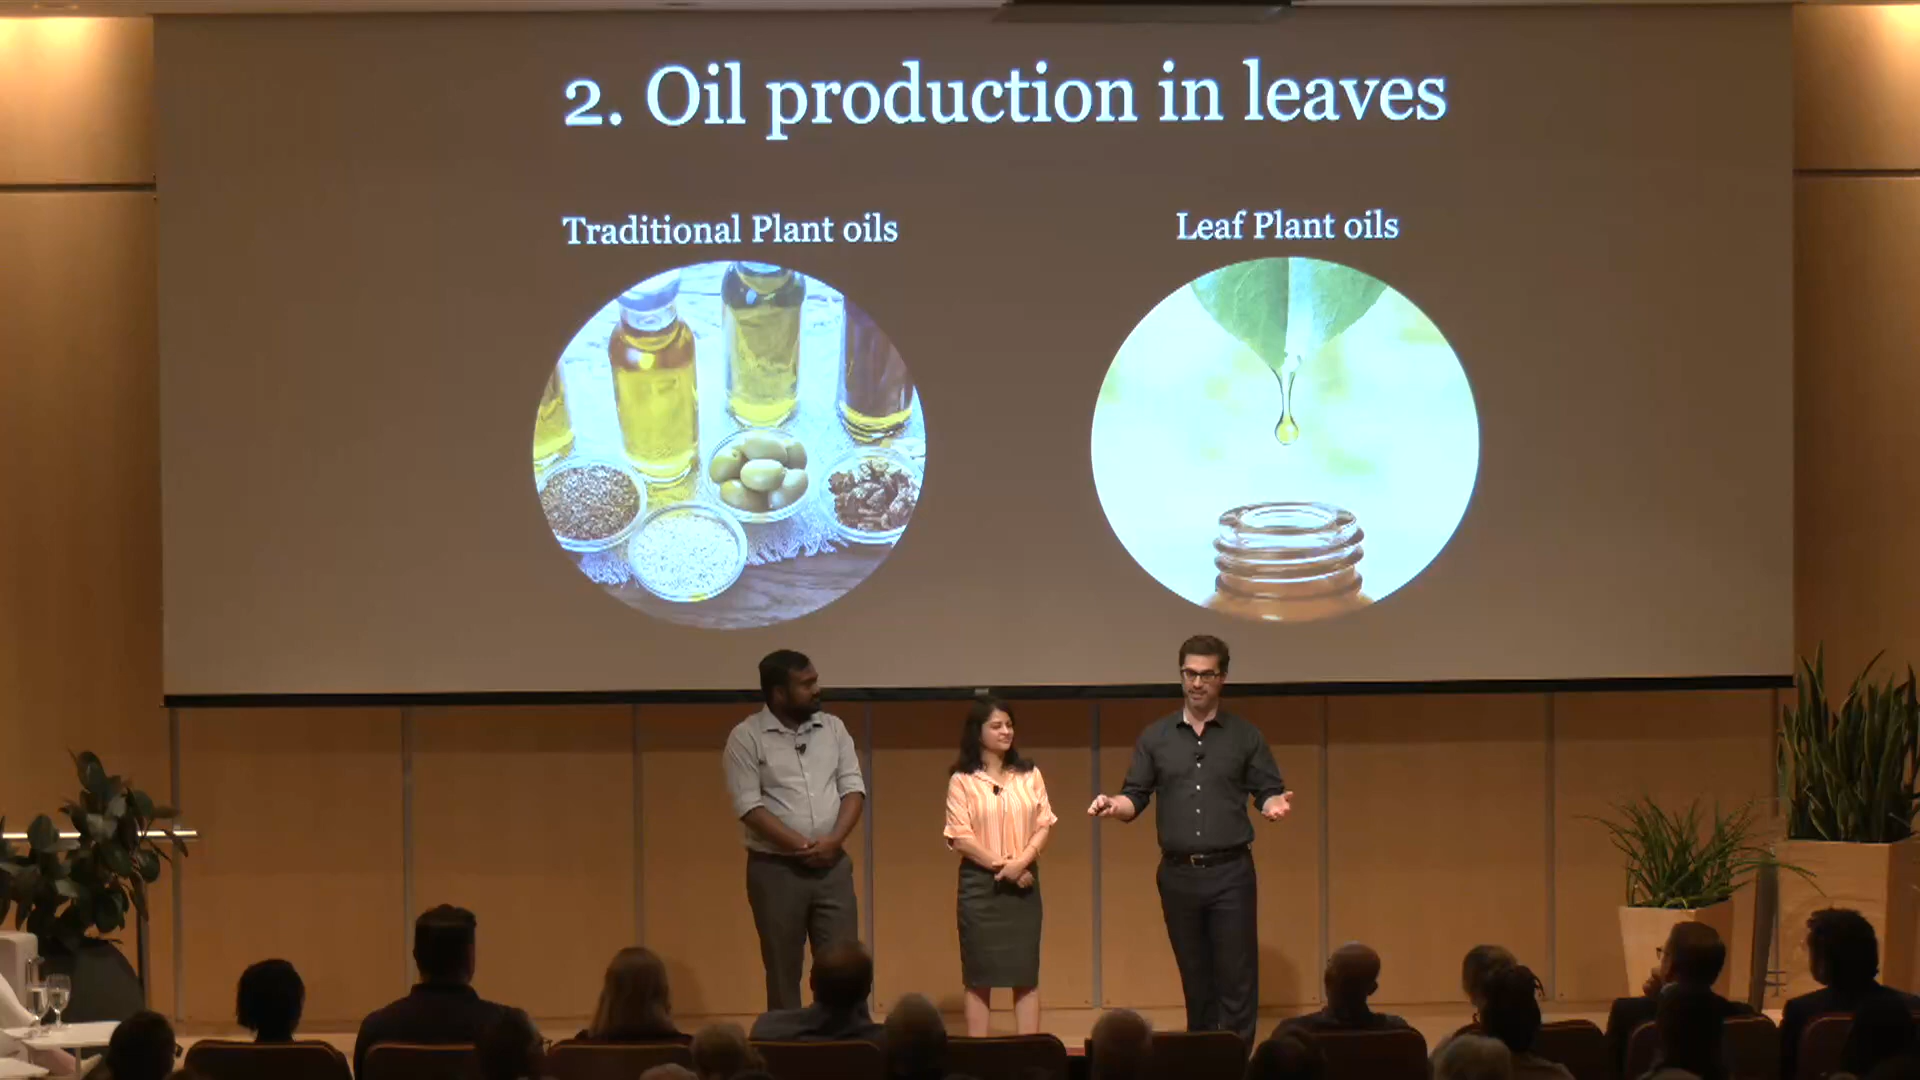 2. Oil production in leaves
Traditional Plant oils
Leaf Plant oils